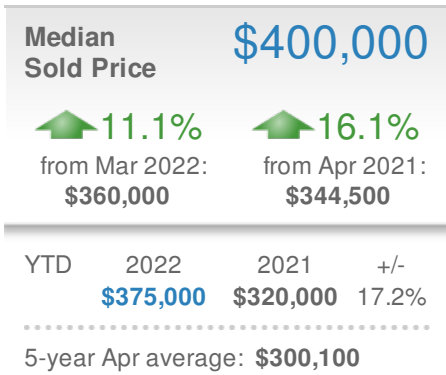 Median $400,000
Sold Price
11.1% 16.1%
from Mar 2022: from Apr 2021:
$360,000 $344,500
YTD 2022 2021 +/-
$375,000 $320,000 17.2%
5-year Apr average: $300,100